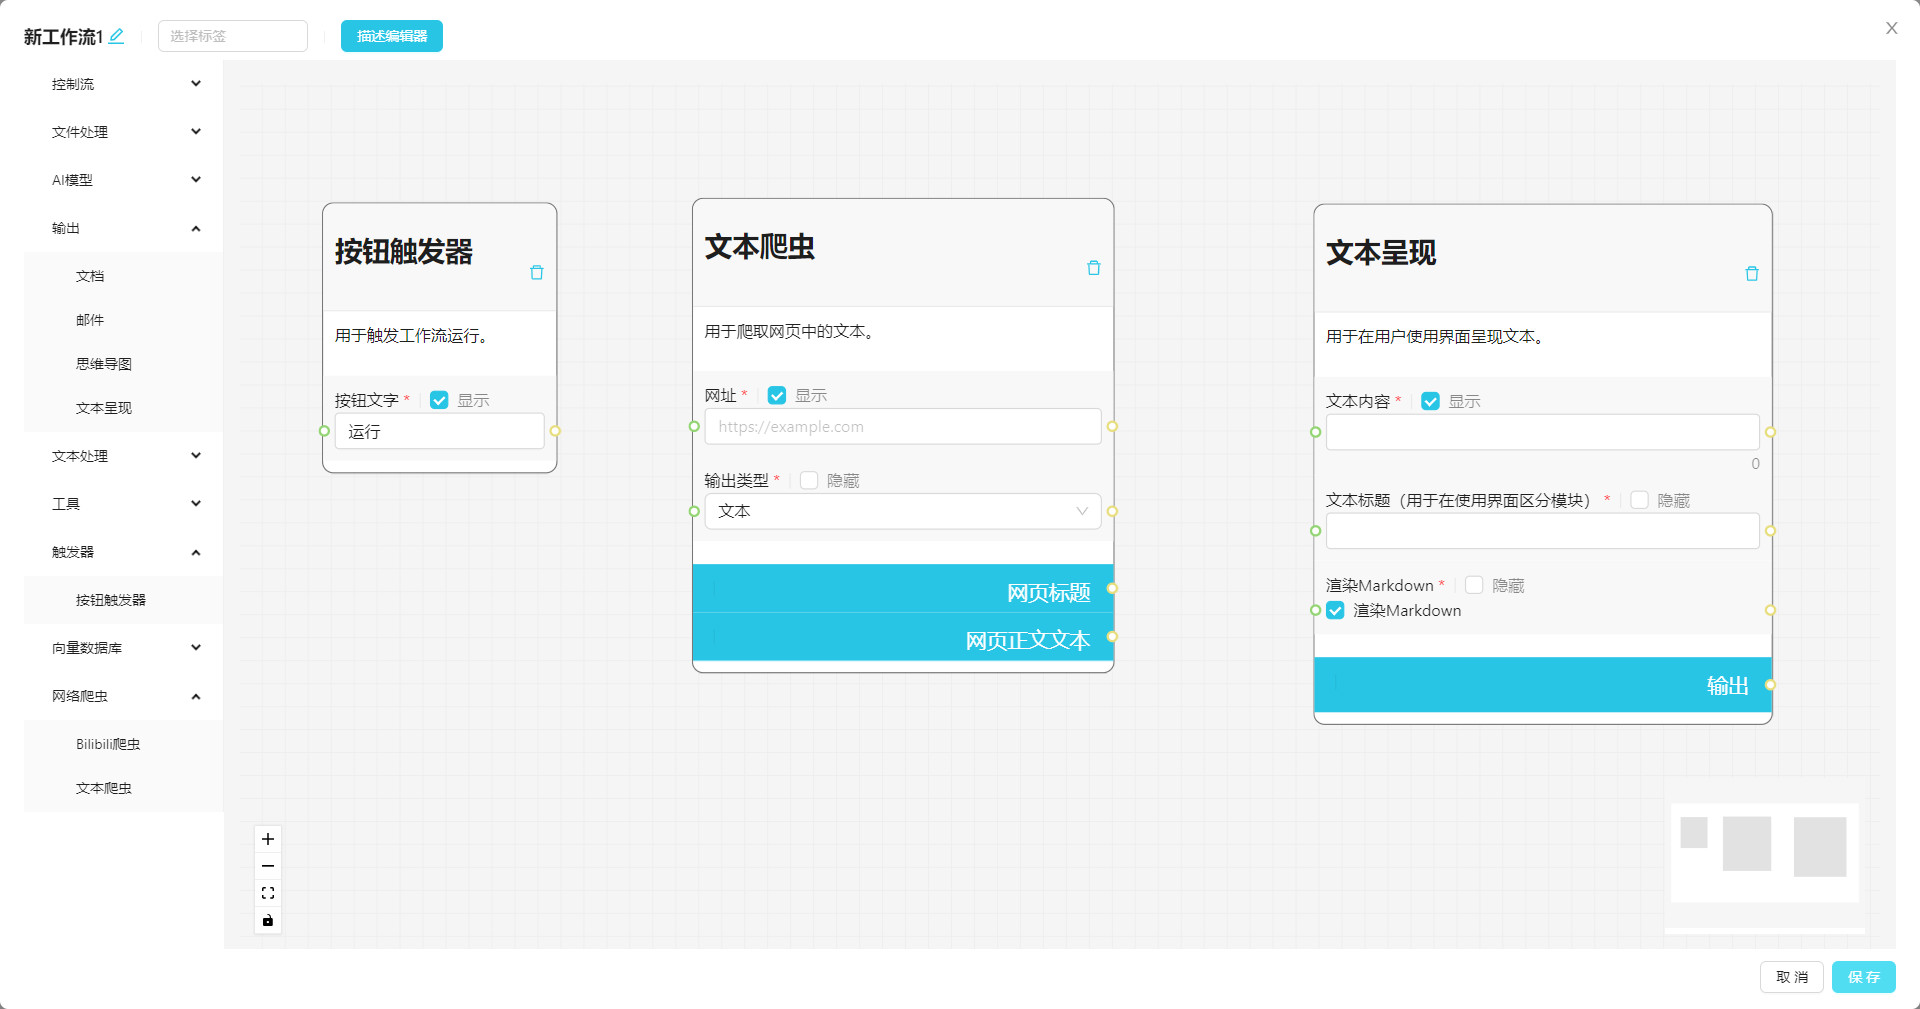 新工作流1
选择标签
描述编辑器
X
控制流
文件处理
AI模型
输出
文档
邮件
思维导图
文本呈现
文本处理
工具
触发器
按钮触发器
向量数据库
网络爬虫
Bilibili爬虫
文本爬虫
按钮触发器
用于触发工作流运行。
按钮文字 * 显示
运行
文本爬虫
用于爬取网页中的文本。
网址 * 显示
https://example.com
输出类型 * 隐藏
文本
网页标题
网页正文文本
文本呈现
用于在用户使用界面呈现文本。
文本内容 * 显示
0
文本标题（用于在使用界面区分模块） * 隐藏
渲染Markdown * 隐藏
渲染Markdown
输出
取消
保存